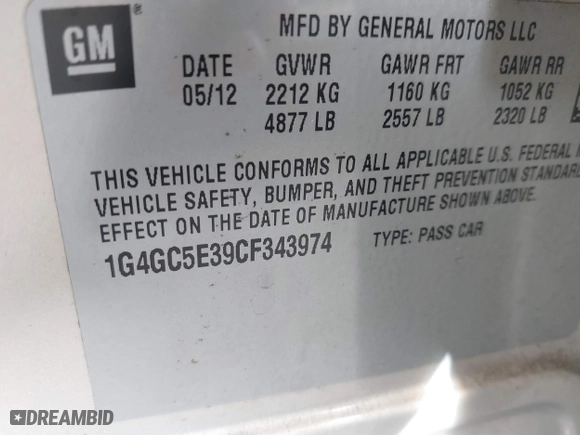 GM ®
MFD BY GENERAL MOTORS LLC
DATE GVWR GAWR FRT GAWR RR
05/12 2212 KG 1160 KG 1052 KG
4877 LB 2557 LB 2320 LB
THIS VEHICLE CONFORMS TO ALL APPLICABLE U.S. FEDERAL
VEHICLE SAFETY, BUMPER, AND THEFT PREVENTION STANDAR
EFFECT ON THE DATE OF MANUFACTURE SHOWN ABOVE.
1G4GC5E39CF343974 TYPE: PASS CAR
DREAMBID